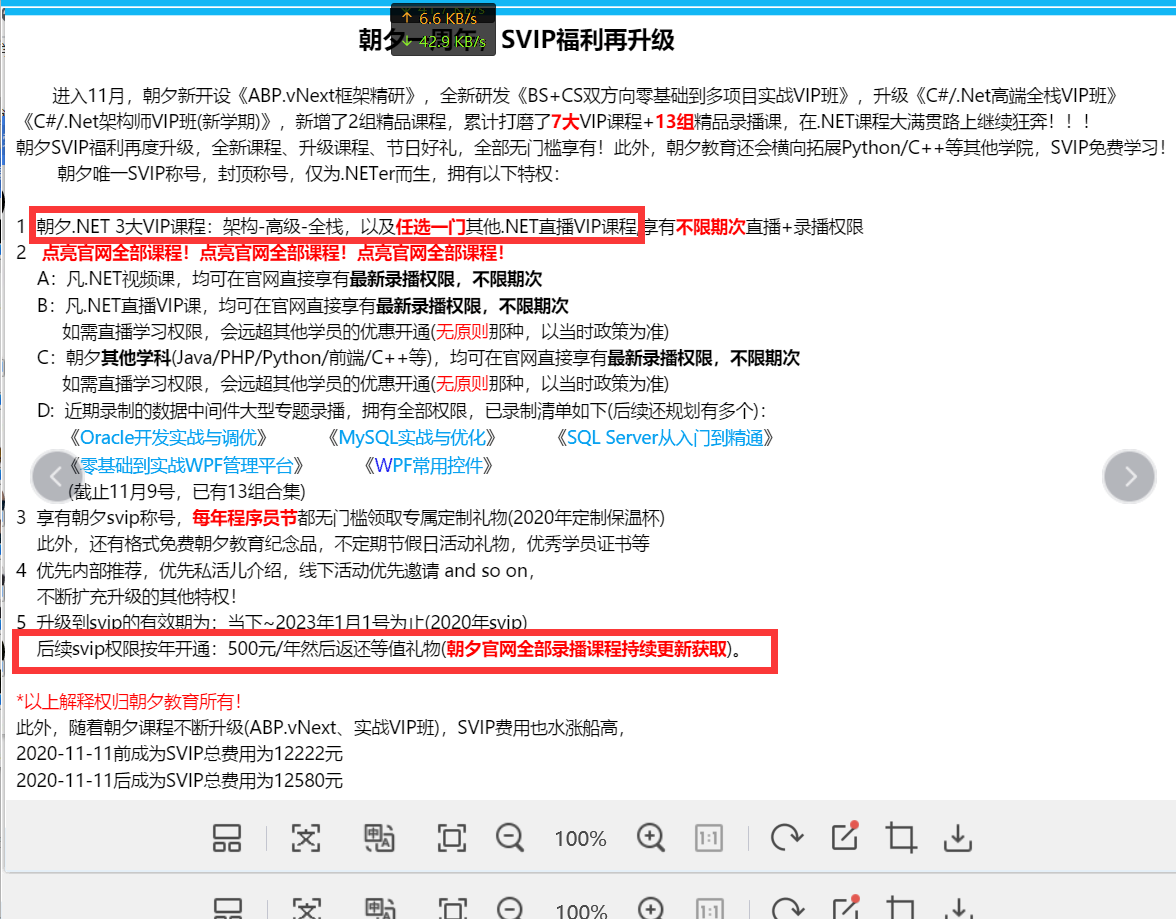 ↑ 6.6 KB/s
↓ 42.9 KB/s
朝夕一周年，SVIP福利再升级
进入11月，朝夕新开设《ABP.vNext框架精研》，全新研发《BS+CS双方向零基础到多项目实战VIP班》，升级《C#/.Net高端全栈VIP班》
《C#/.Net架构师VIP班(新学期)》，新增了2组精品课程，累计打磨了7大VIP课程+13组精品录播课，在.NET课程大满贯路上继续狂奔！！！
朝夕SVIP福利再度升级，全新课程、升级课程、节日好礼，全部无门槛享有！此外，朝夕教育还会横向拓展Python/C++等其他学院，SVIP免费学习！
朝夕唯一SVIP称号，封顶称号，仅为.NETer而生，拥有以下特权：
1 朝夕.NET 3大VIP课程：架构-高级-全栈，以及任选一门其他.NET直播VIP课程,享有不限期次直播+录播权限
2 点亮官网全部课程！点亮官网全部课程！点亮官网全部课程！
A：凡.NET视频课，均可在官网直接享有最新录播权限，不限期次
B：凡.NET直播VIP课，均可在官网直接享有最新录播权限，不限期次
如需直播学习权限，会远超其他学员的优惠开通(无原则那种，以当时政策为准)
C：朝夕其他学科(Java/PHP/Python/前端/C++等)，均可在官网直接享有最新录播权限，不限期次
如需直播学习权限，会远超其他学员的优惠开通(无原则那种，以当时政策为准)
D：近期录制的数据中间件大型专题录播，拥有全部权限，已录制清单如下(后续还规划有多个)：
《Oracle开发实战与调优》 《MySQL实战与优化》 《SQL Server从入门到精通》
《零基础到实战WPF管理平台》 《WPF常用控件》
(截止11月9号，已有13组合集)
3 享有朝夕svip称号，每年程序员节都无门槛领取专属定制礼物(2020年定制保温杯)
此外，还有格式免费朝夕教育纪念品，不定期节假日活动礼物，优秀学员证书等
4 优先内部推荐，优先私活儿介绍，线下活动优先邀请 and so on，
不断扩充升级的其他特权！
5 升级到svip的有效期为：当下~2023年1月1号为止(2020年svip)
后续svip权限按年开通：500元/年然后返还等值礼物(朝夕官网全部录播课程持续更新获取)。
*以上解释权归朝夕教育所有！
此外，随着朝夕课程不断升级(ABP.vNext、实战VIP班)，SVIP费用也水涨船高，
2020-11-11前成为SVIP总费用为12222元
2020-11-11后成为SVIP总费用为12580元
100%
1:1
100%
1:1